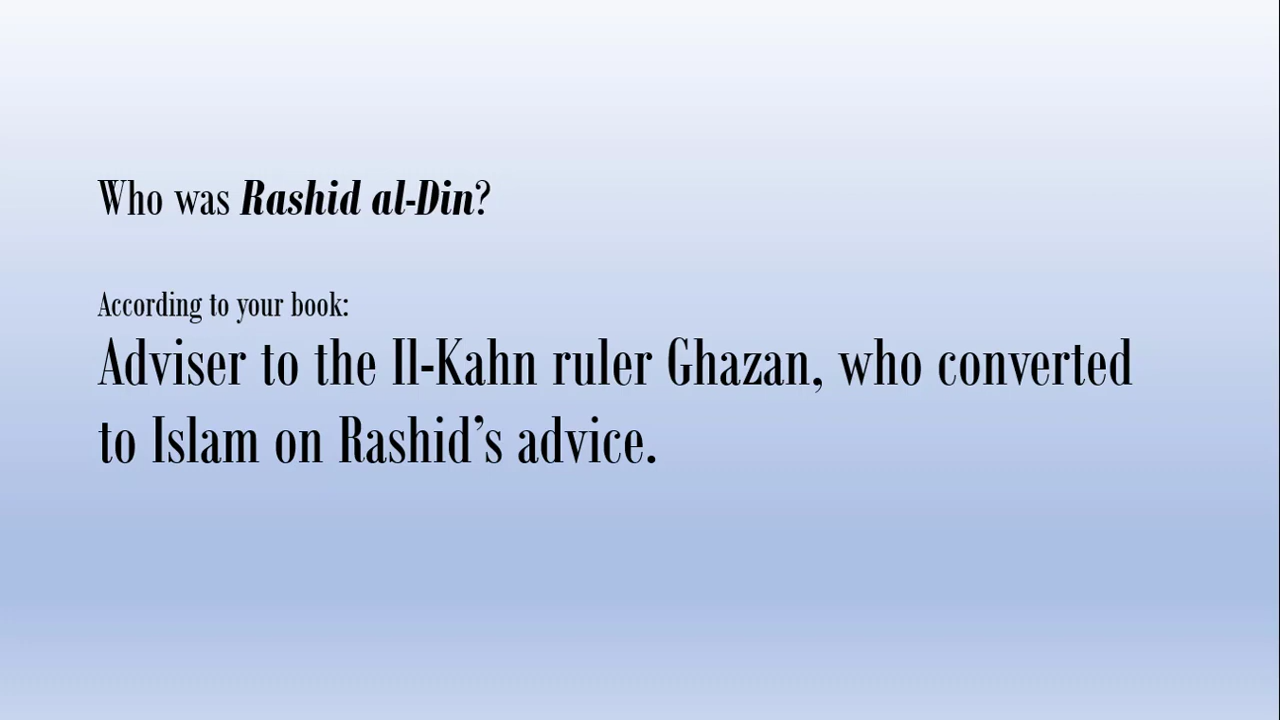 Who was Rashid al-Din?
According to your book:
Adviser to the Il-Kahn ruler Ghazan, who converted
to Islam on Rashid’s advice.